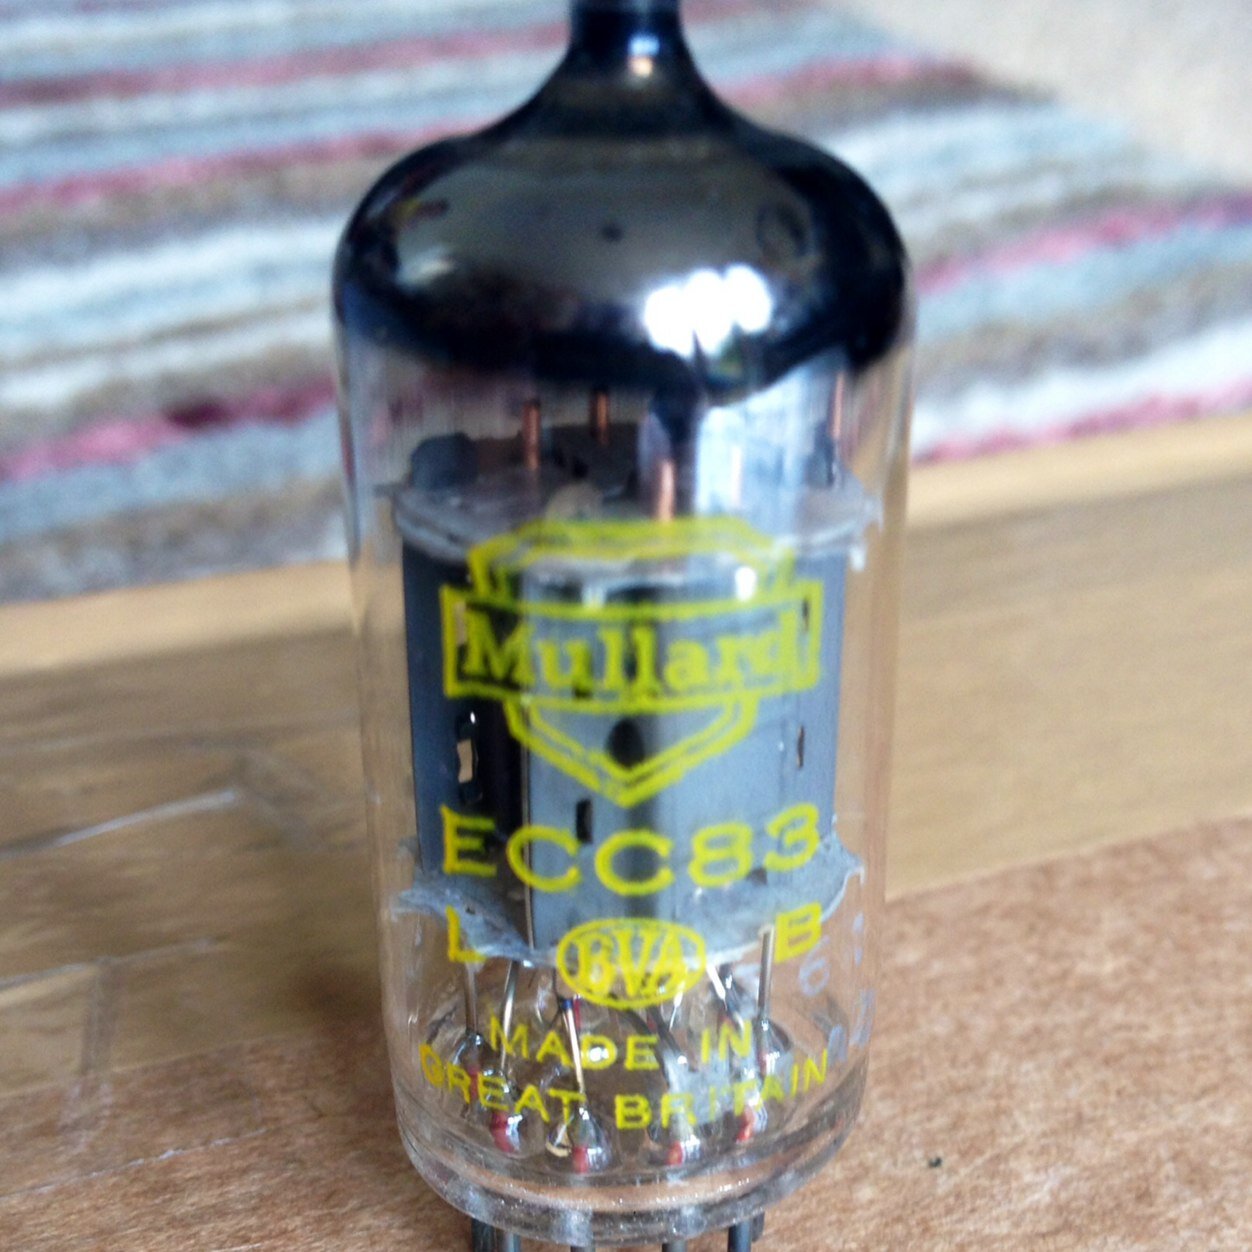 Mullard
ECC83
L BVA B
MADE IN
GREAT BRITAIN